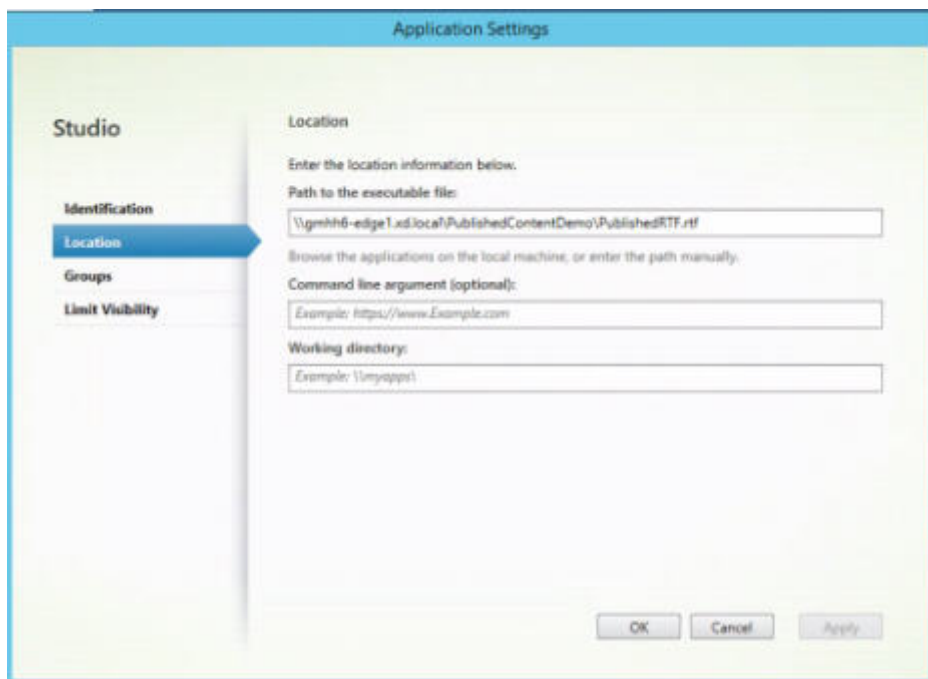 Application Settings
Studio
Identification
Location
Groups
Limit Visibility
Location
Enter the location information below.
Path to the executable file:
\\gmhh6-edge1.xd.local\PublishedContentDemo\PublishedRTF.rtf
Browse the applications on the local machine, or enter the path manually.
Command line argument (optional):
Example: https://www.Example.com
Working directory:
Example: \\myapps\
OK
Cancel
Apply